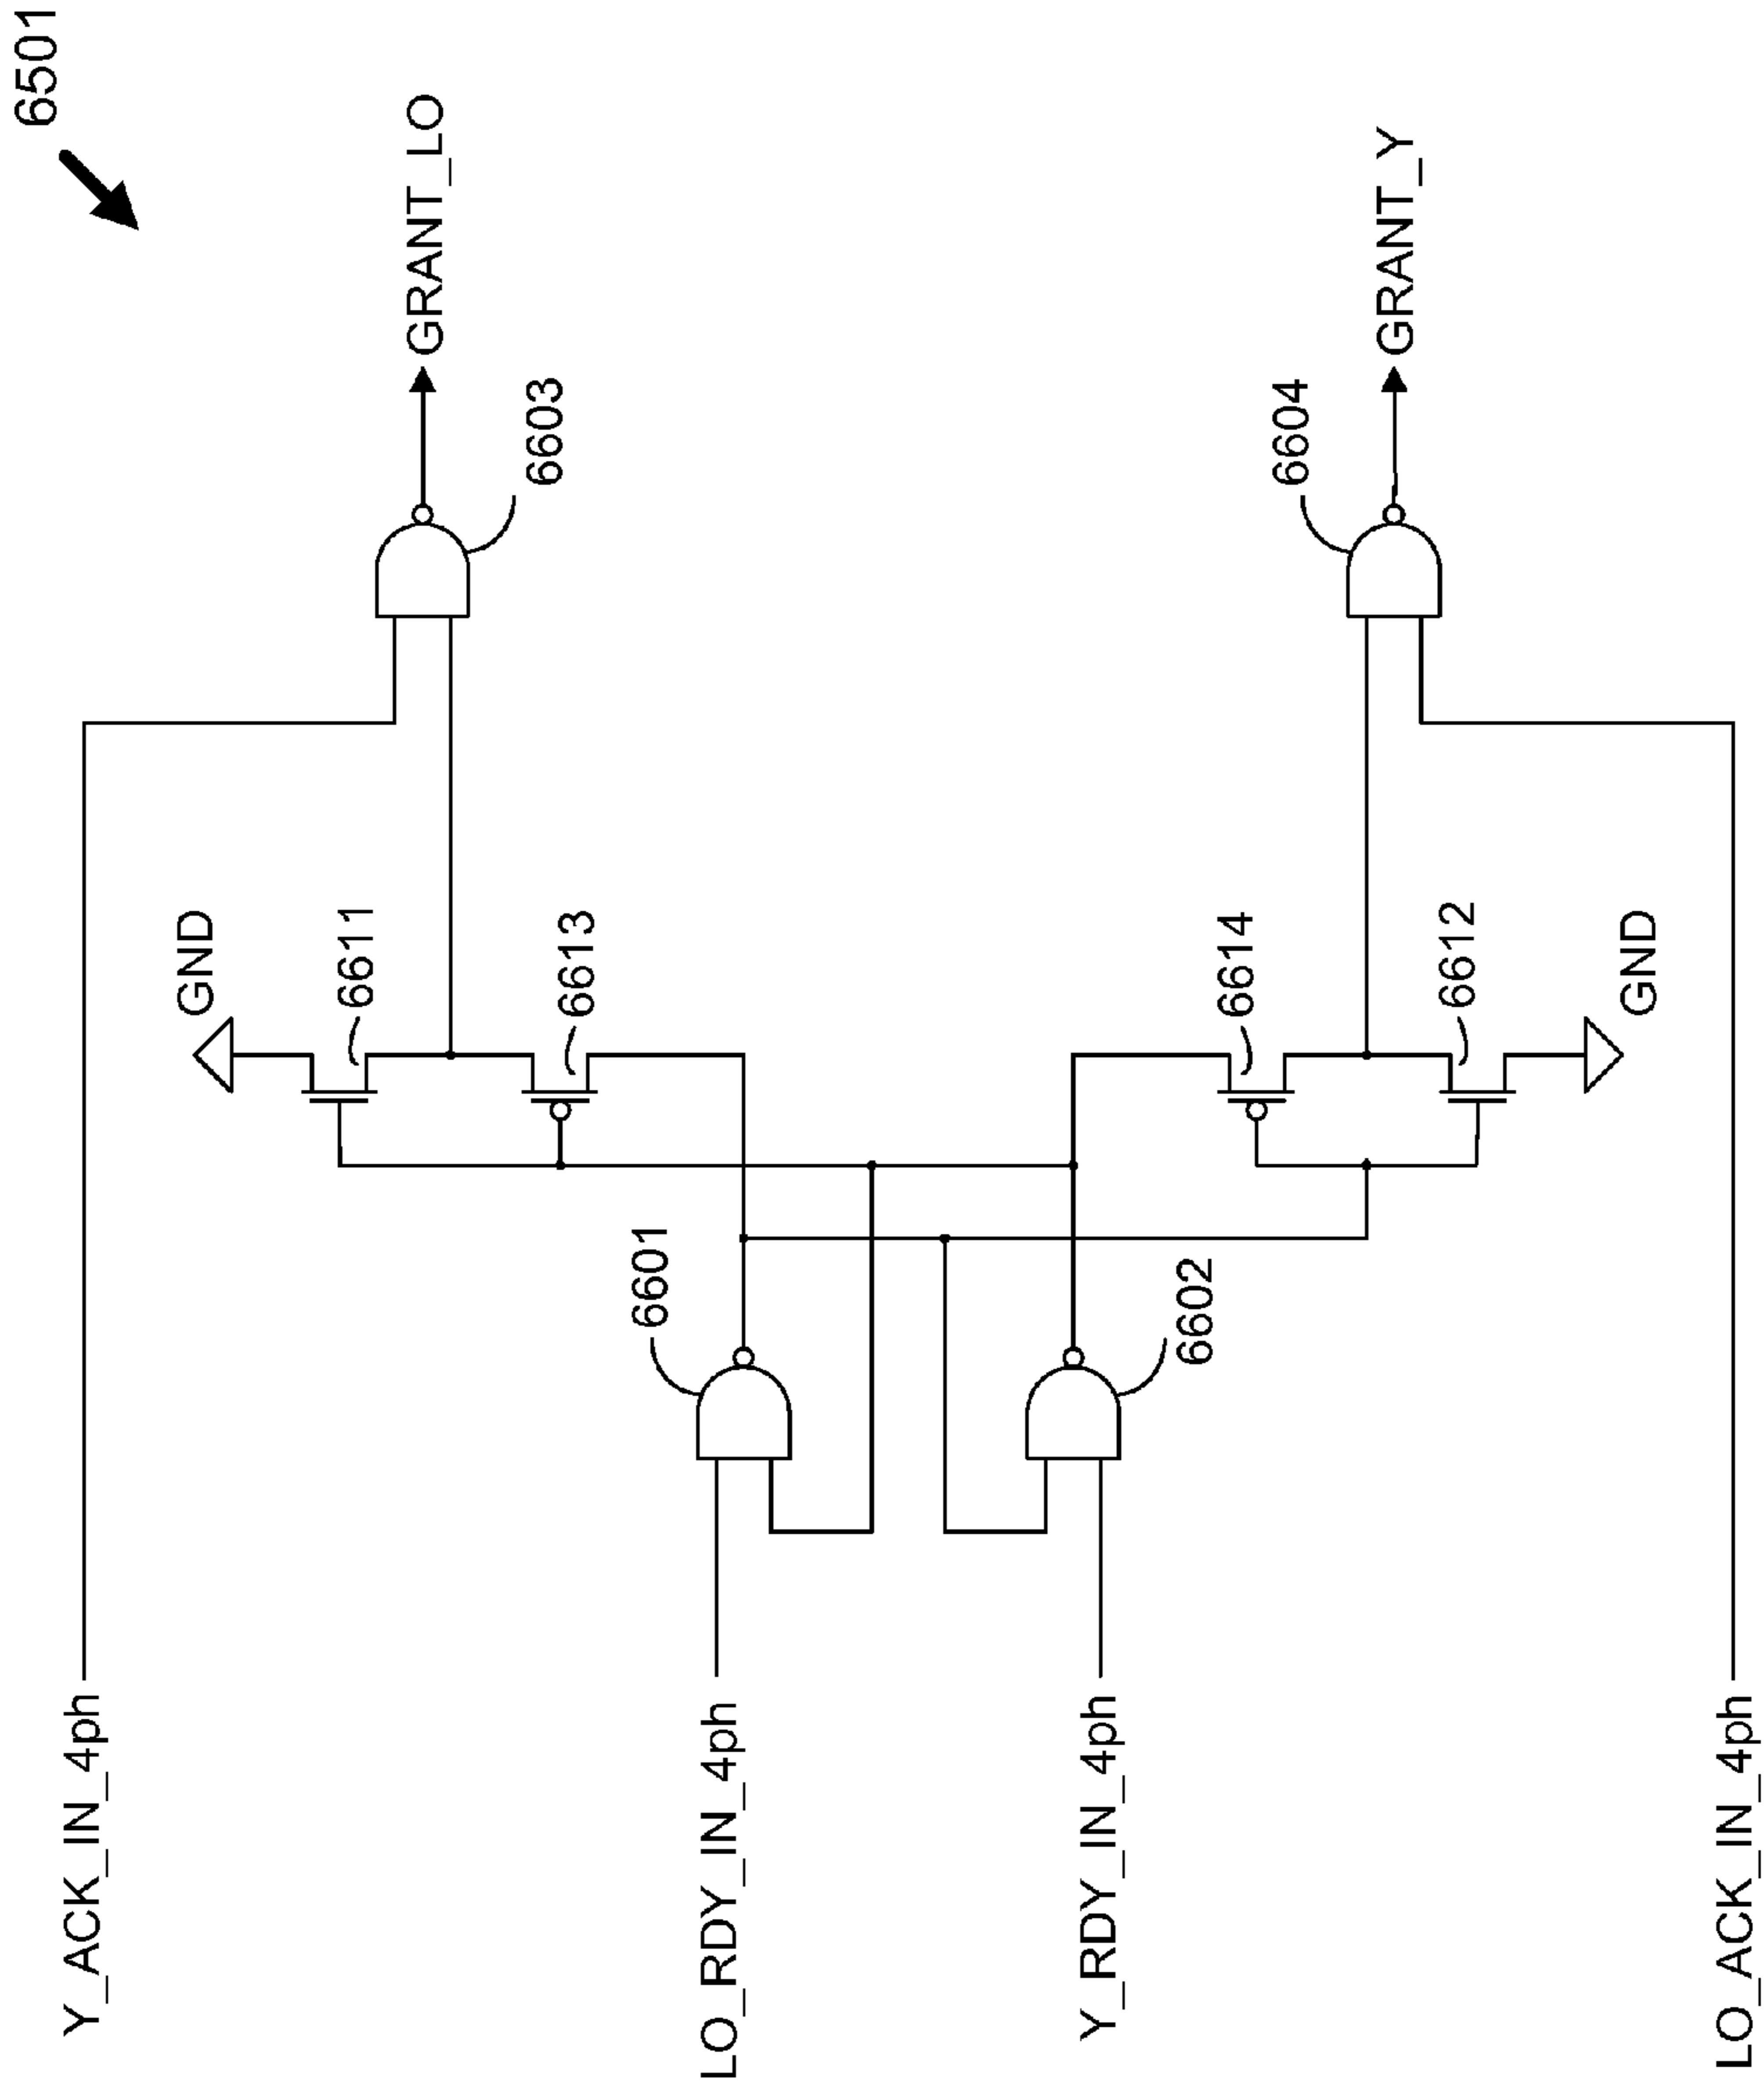 6501
Y_ACK_IN_4ph
GND
6611
6613
6603
GRANT_LO
LO_RDY_IN_4ph
6601
6602
Y_RDY_IN_4ph
6614
6612
GND
6604
GRANT_Y
LO_ACK_IN_4ph